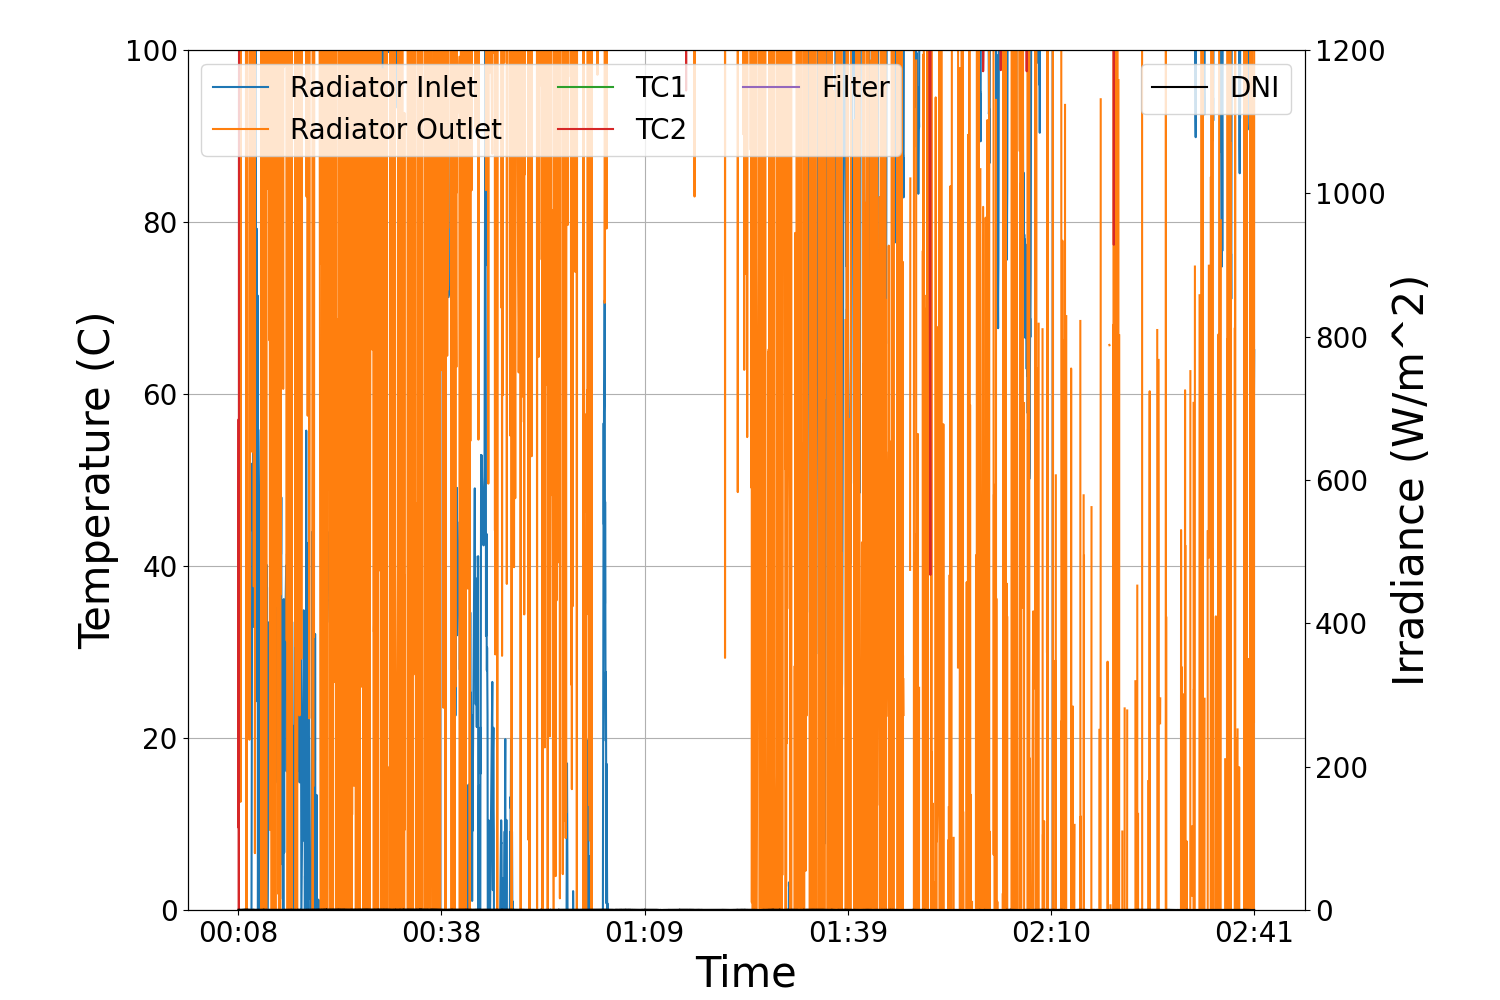 100 1200
Radiator Inlet TC1 Filter DNI
Radiator Outlet TC2
1000
80
800
60
600
40
400
20
200
0 0
00:08 00:38 01:09 01:39 02:10 02:41
Time
Temperature (C)
Irradiance (W/m^2)